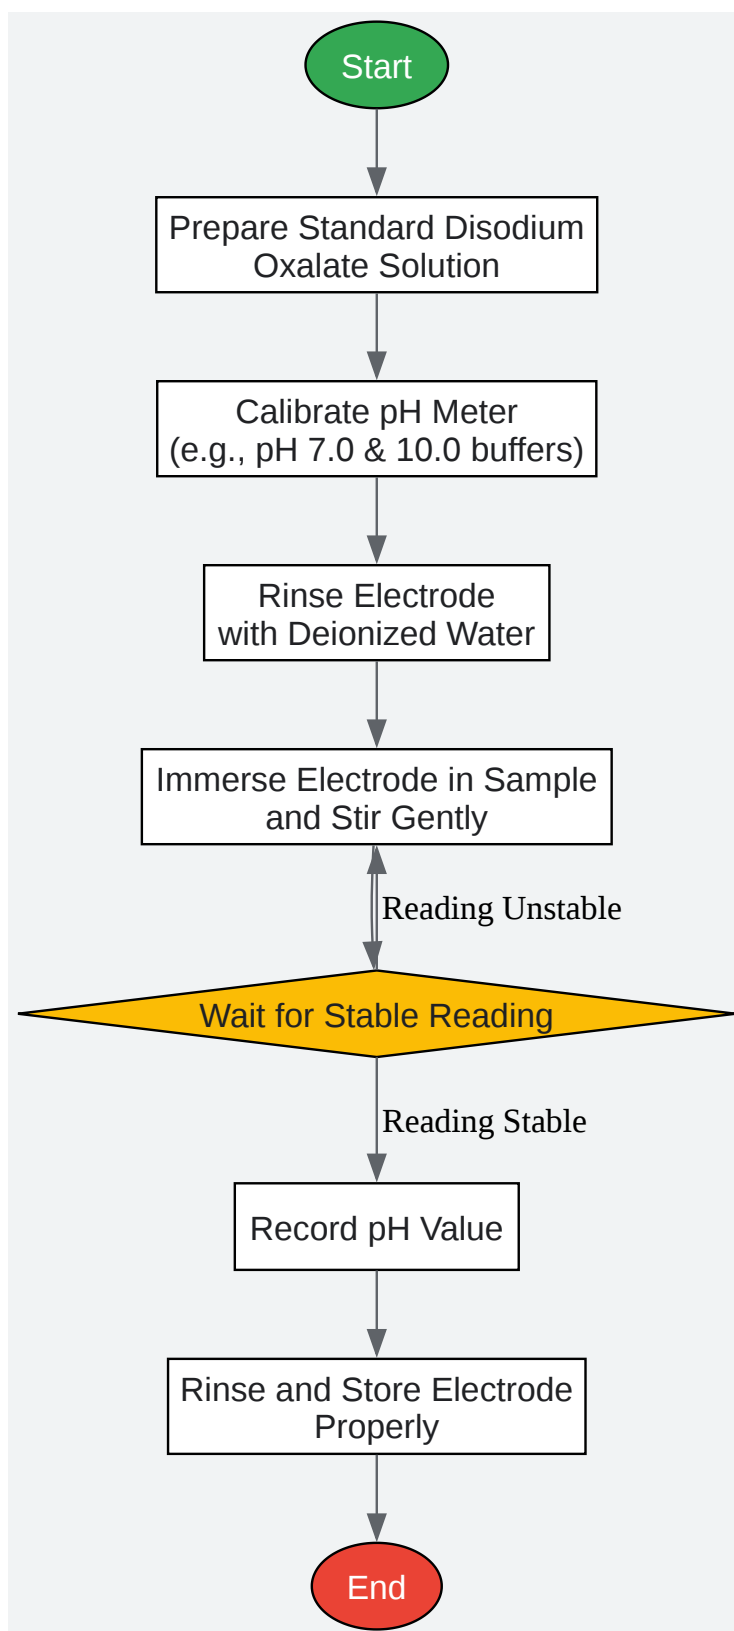 Start
Prepare Standard Disodium
Oxalate Solution
Calibrate pH Meter
(e.g., pH 7.0 & 10.0 buffers)
Rinse Electrode
with Deionized Water
Immerse Electrode in Sample
and Stir Gently
Reading Unstable
Wait for Stable Reading
Reading Stable
Record pH Value
Rinse and Store Electrode
Properly
End